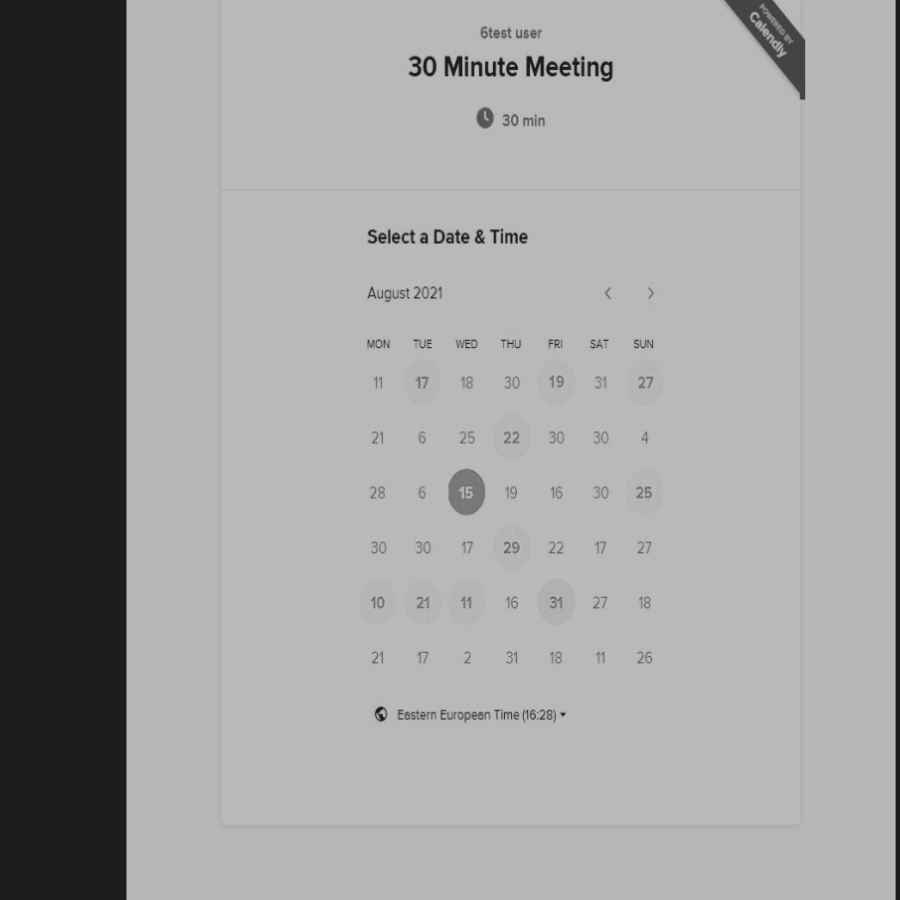 6test user
POWERED BY
Calendly
30 Minute Meeting
30 min
Select a Date & Time
August 2021
MON TUE WED THU FRI SAT SUN
11 17 18 30 19 31 27
21 6 25 22 30 30 4
28 6 15 19 16 30 25
30 30 17 29 22 17 27
10 21 11 16 31 27 18
21 17 2 31 18 11 26
Eastern European Time (16:28)